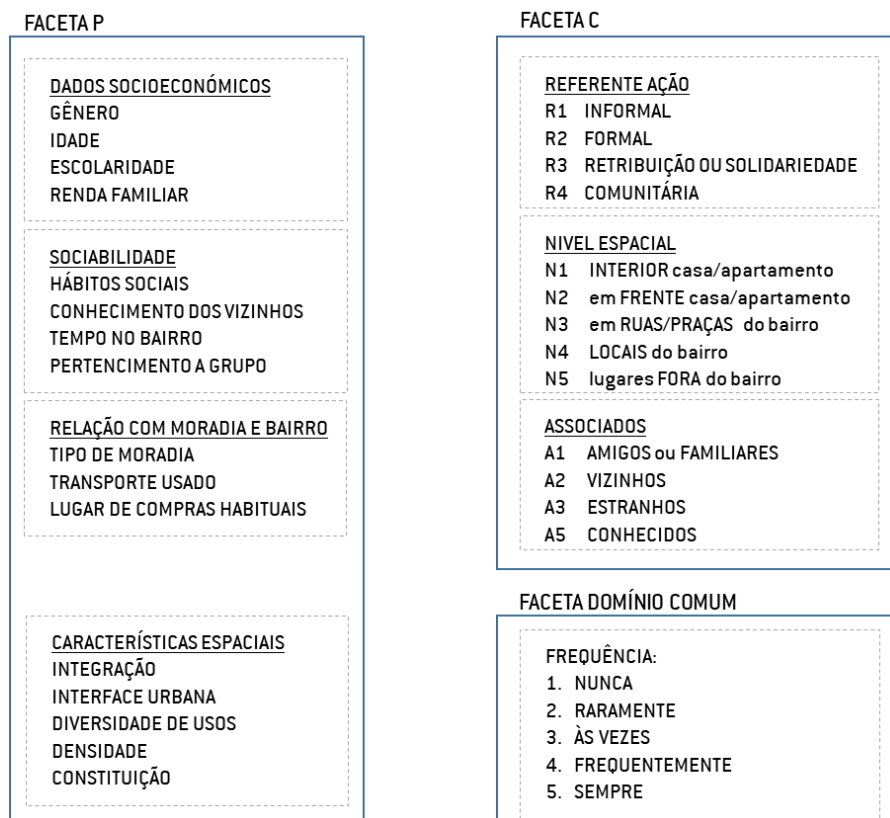 FACETA P
DADOS SOCIOECONÓMICOS
GÊNERO
IDADE
ESCOLARIDADE
RENDA FAMILIAR
SOCIABILIDADE
HÁBITOS SOCIAIS
CONHECIMENTO DOS VIZINHOS
TEMPO NO BAIRRO
PERTENCIMENTO A GRUPO
RELAÇÃO COM MORADIA E BAIRRO
TIPO DE MORADIA
TRANSPORTE USADO
LUGAR DE COMPRAS HABITUAIS
CARACTERÍSTICAS ESPACIAIS
INTEGRAÇÃO
INTERFACE URBANA
DIVERSIDADE DE USOS
DENSIDADE
CONSTITUIÇÃO
FACETA C
REFERENTE AÇÃO
R1 INFORMAL
R2 FORMAL
R3 RETRIBUIÇÃO OU SOLIDARIEDADE
R4 COMUNITÁRIA
NIVEL ESPACIAL
N1 INTERIOR casa/apartamento
N2 em FRENTE casa/apartamento
N3 em RUAS/PRAÇAS do bairro
N4 LOCAIS do bairro
N5 lugares FORA do bairro
ASSOCIADOS
A1 AMIGOS ou FAMILIARES
A2 VIZINHOS
A3 ESTRANHOS
A5 CONHECIDOS
FACETA DOMÍNIO COMUM
FREQUÊNCIA:
1. NUNCA
2. RARAMENTE
3. ÀS VEZES
4. FREQUENTEMENTE
5. SEMPRE